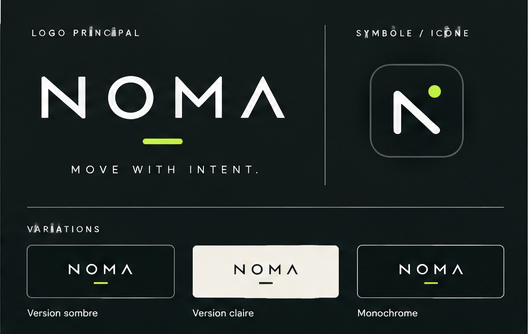 LOGO PRINCIPAL
NOMA
MOVE WITH INTENT.
SYMBOLE / ICÔNE
N
VARIATIONS
NOMA
Version sombre
NOMA
Version claire
NOMA
Monochrome